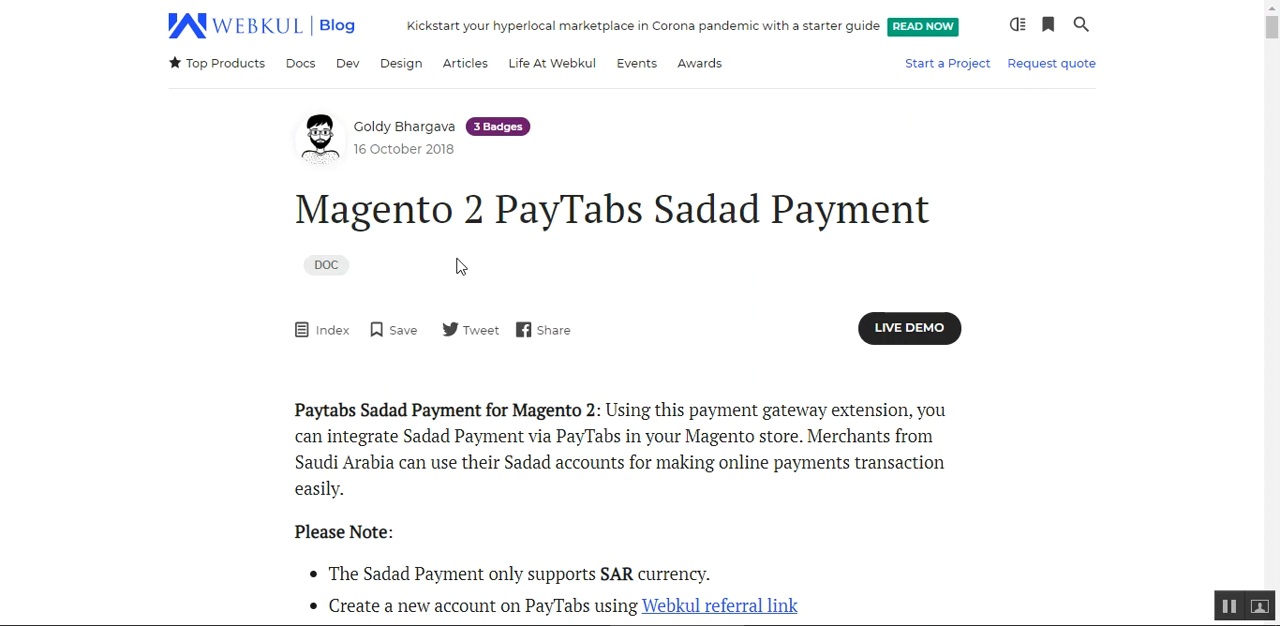 WEBKUL | Blog
Kickstart your hyperlocal marketplace in Corona pandemic with a starter guide READ NOW
Top Products Docs Dev Design Articles Life At Webkul Events Awards Start a Project Request quote
Goldy Bhargava 3 Badges
16 October 2018
Magento 2 PayTabs Sadad Payment
DOC
Index Save Tweet Share LIVE DEMO
Paytabs Sadad Payment for Magento 2: Using this payment gateway extension, you
can integrate Sadad Payment via PayTabs in your Magento store. Merchants from
Saudi Arabia can use their Sadad accounts for making online payments transaction
easily.
Please Note:
• The Sadad Payment only supports SAR currency.
• Create a new account on PayTabs using Webkul referral link